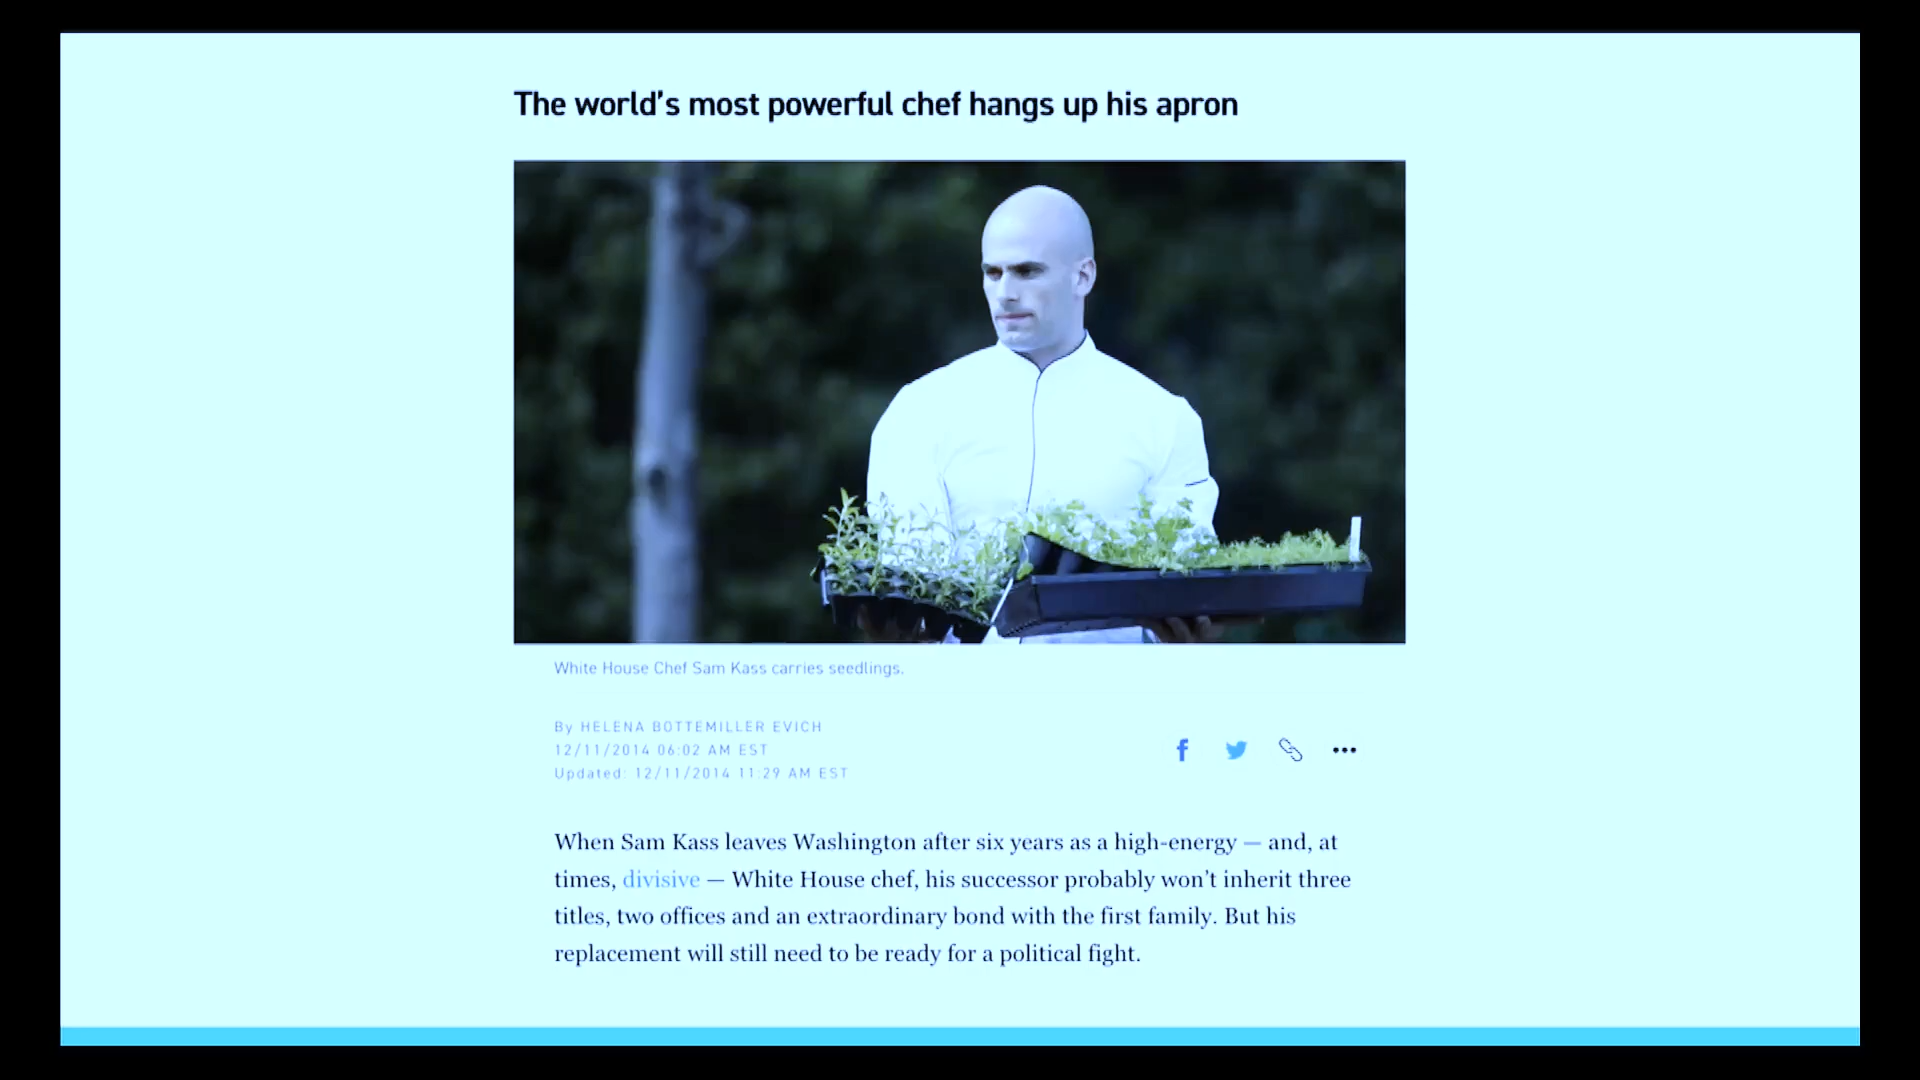 The world’s most powerful chef hangs up his apron
White House Chef Sam Kass carries seedlings.
By HELENA BOTTEMILLER EVICH
12/11/2014 06:02 AM EST
Updated: 12/11/2014 11:29 AM EST
When Sam Kass leaves Washington after six years as a high-energy — and, at
times, divisive — White House chef, his successor probably won’t inherit three
titles, two offices and an extraordinary bond with the first family. But his
replacement will still need to be ready for a political fight.